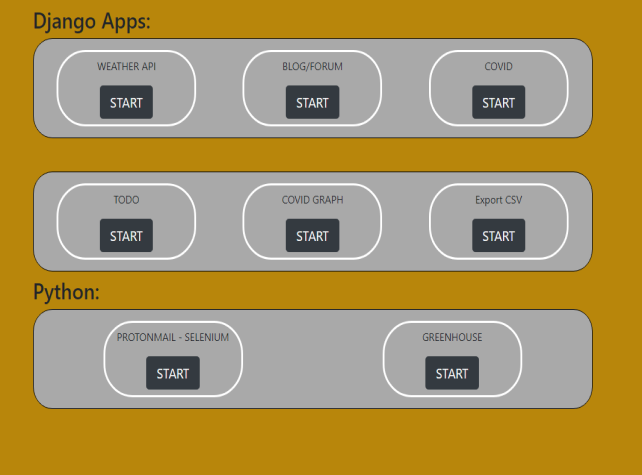 Django Apps:
WEATHER API BLOG/FORUM COVID
START START START
TODO COVID GRAPH Export CSV
START START START
Python:
PROTONMAIL - SELENIUM GREENHOUSE
START START